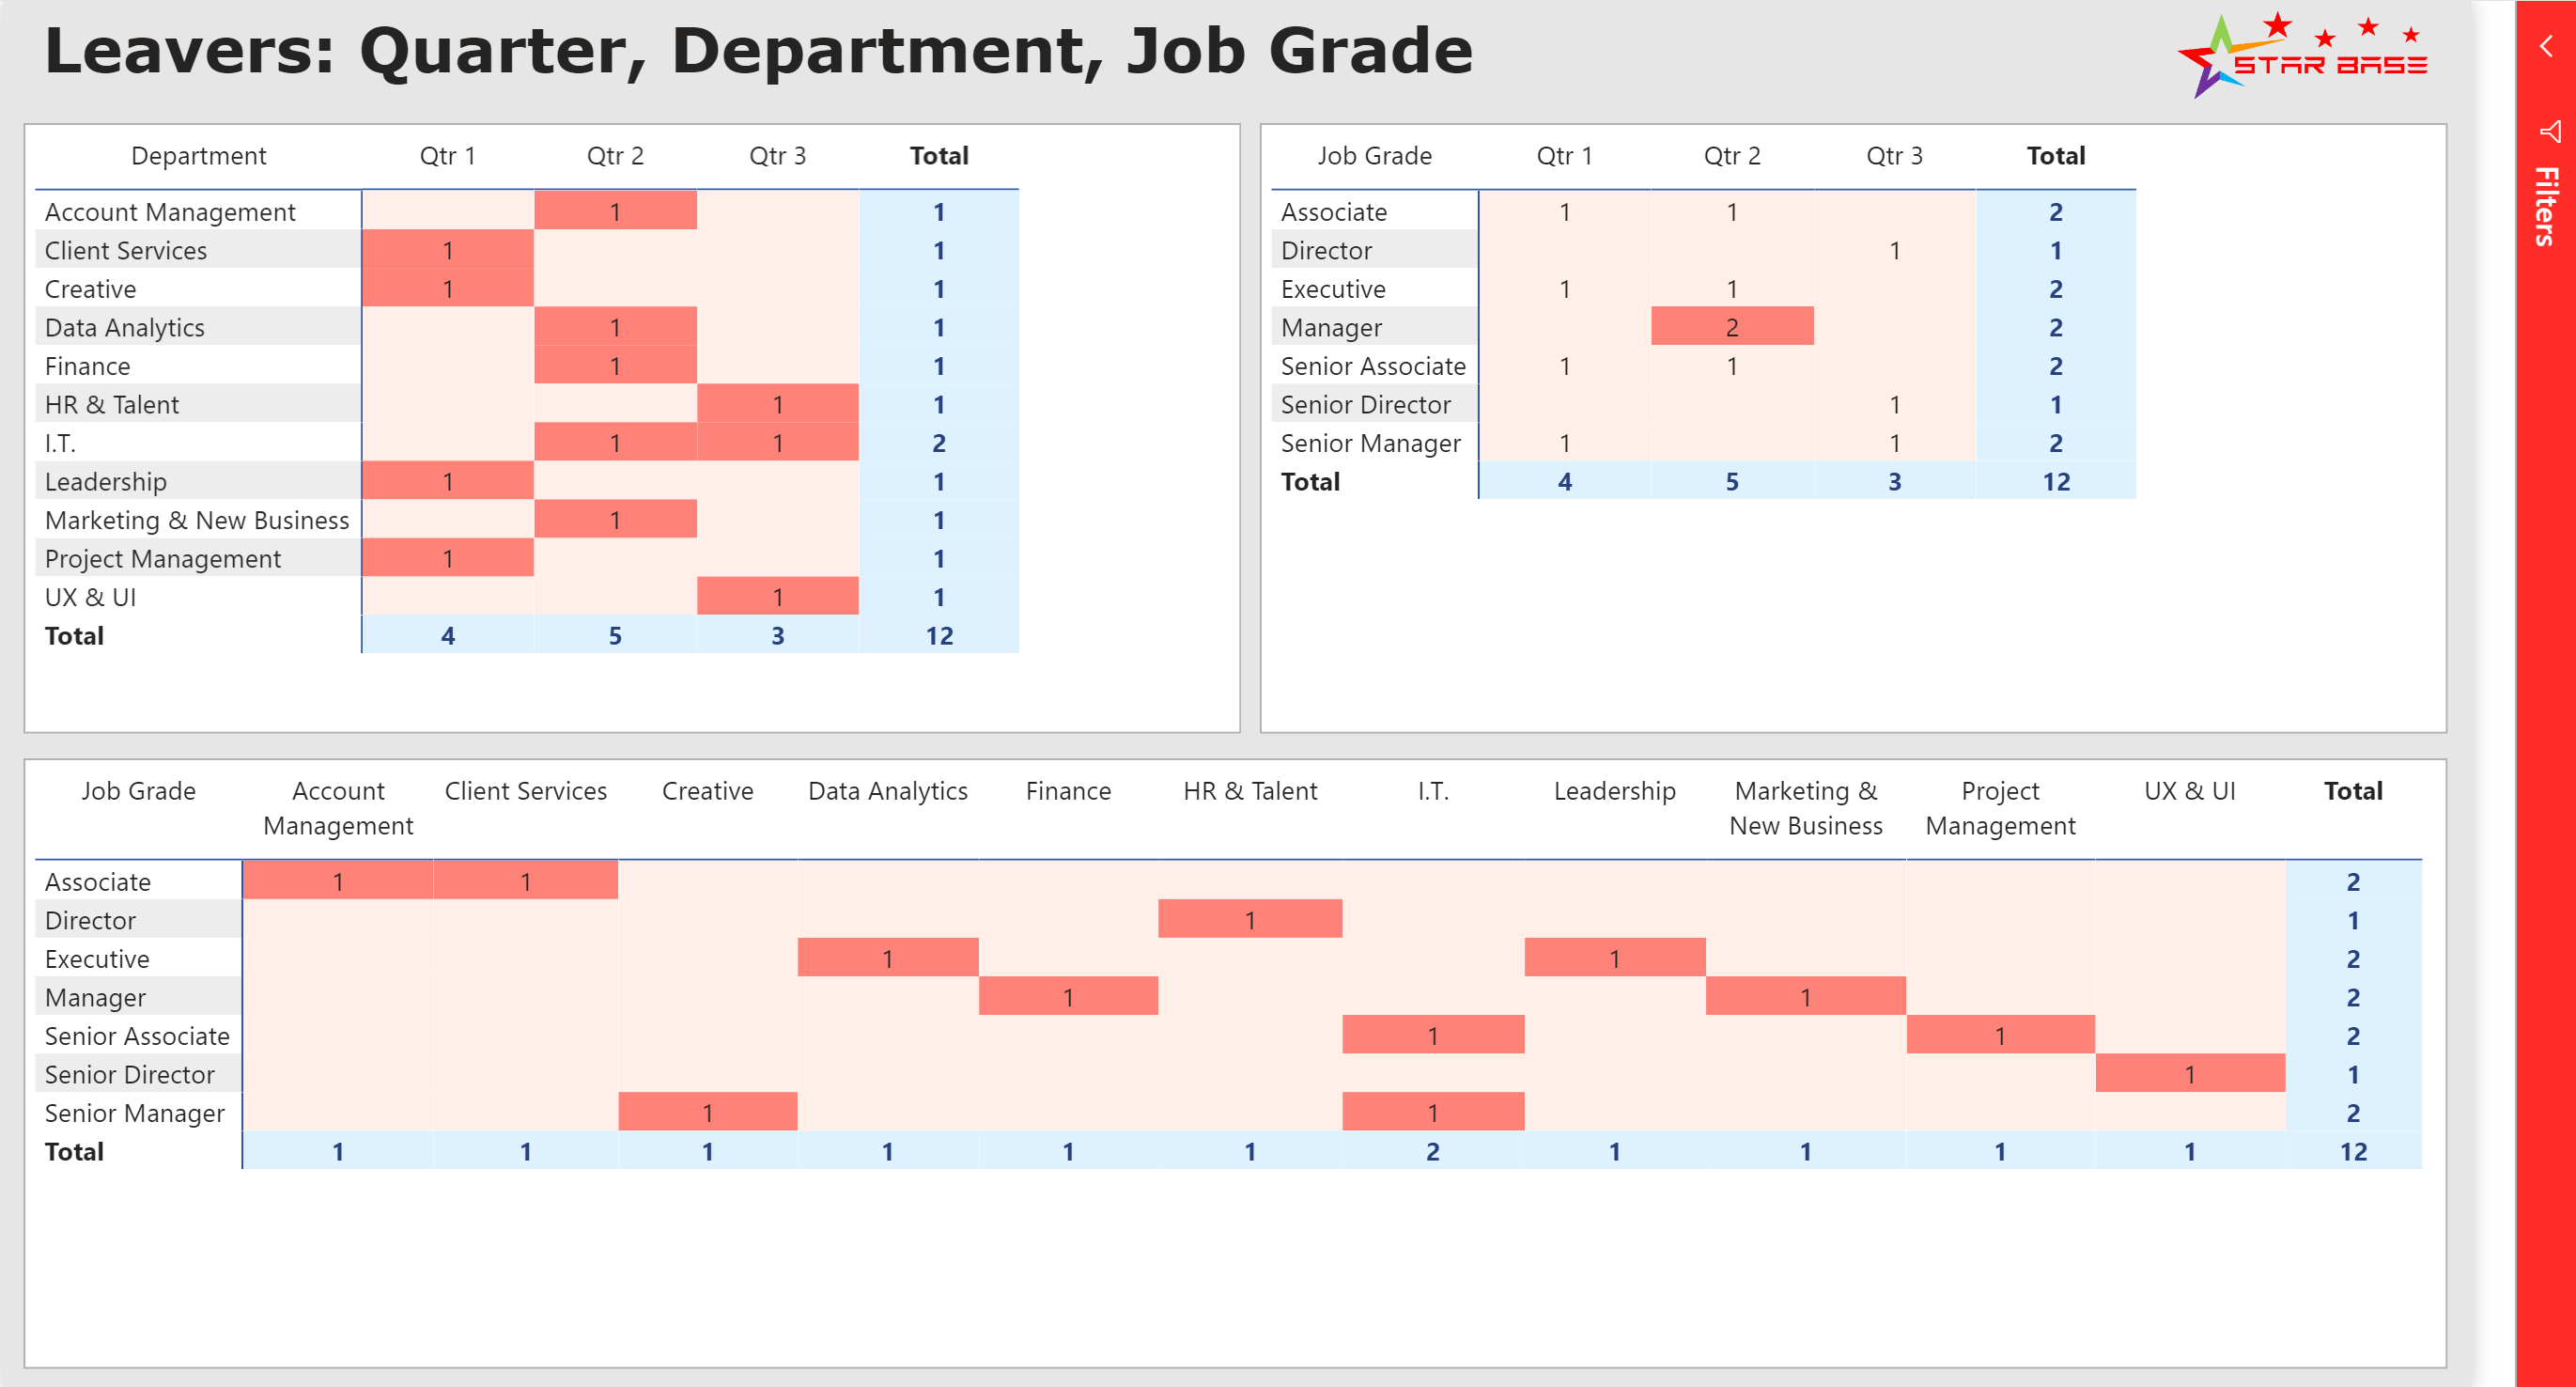 Leavers: Quarter, Department, Job Grade
STAR BASE
Filters
Department Qtr 1 Qtr 2 Qtr 3 Total
Account Management 1 1
Client Services 1 1
Creative 1 1
Data Analytics 1 1
Finance 1 1
HR & Talent 1 1
I.T. 1 1 2
Leadership 1 1
Marketing & New Business 1 1
Project Management 1 1
UX & UI 1 1
Total 4 5 3 12
Job Grade Qtr 1 Qtr 2 Qtr 3 Total
Associate 1 1 2
Director 1 1
Executive 1 1 2
Manager 2 2
Senior Associate 1 1 2
Senior Director 1 1
Senior Manager 1 1 2
Total 4 5 3 12
Job Grade Account Client Services Creative Data Analytics Finance HR & Talent I.T. Leadership Marketing & Project UX & UI Total
Management New Business Management
Associate 1 1 2
Director 1 1
Executive 1 1 2
Manager 1 1 2
Senior Associate 1 1 2
Senior Director 1 1
Senior Manager 1 1 2
Total 1 1 1 1 1 1 2 1 1 1 1 12